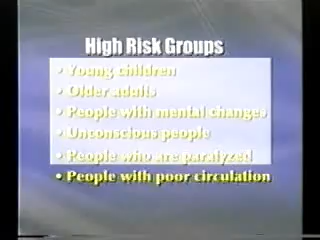 High Risk Groups
• Young children
• Older adults
• People with mental changes
• Unconscious people
• People who are paralyzed
• People with poor circulation